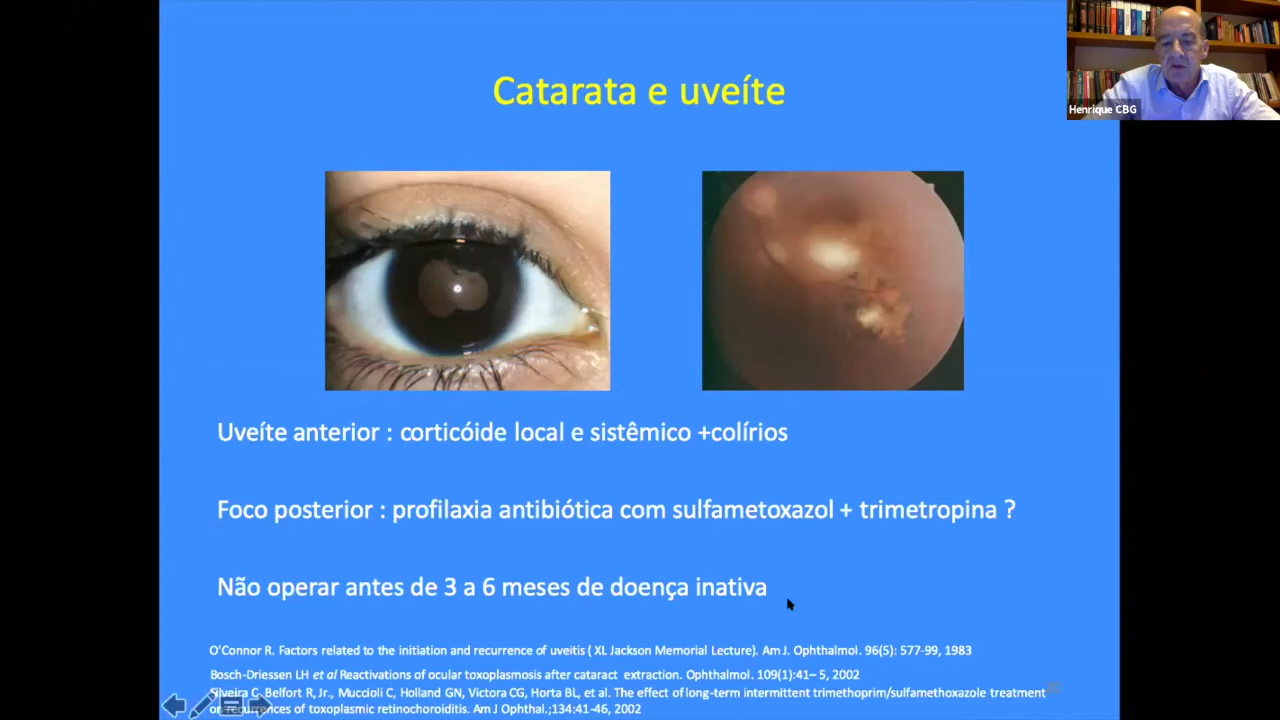 Catarata e uveíte
Henrique CBG
Uveíte anterior : corticóide local e sistêmico +colírios
Foco posterior : profilaxia antibiótica com sulfametoxazol + trimetropina ?
Não operar antes de 3 a 6 meses de doença inativa
O'Connor R. Factors related to the initiation and recurrence of uveitis ( XL Jackson Memorial Lecture). Am J. Ophthalmol. 96(5): 577-99, 1983
Bosch-Driessen LH et al Reactivations of ocular toxoplasmosis after cataract extraction. Ophthalmol. 109(1):41– 5, 2002
Silveira C, Belfort R, Jr., Muccioli C, Holland GN, Victora CG, Horta BL, et al. The effect of long-term intermittent trimethoprim/sulfamethoxazole treatment
on recurrences of toxoplasmic retinochoroiditis. Am J Ophthal.;134:41-46, 2002